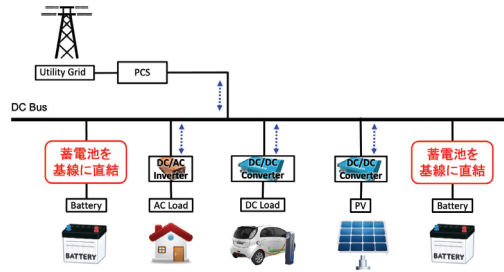 Utility Grid
PCS
DC Bus
蓄電池を
基線に直結
DC/AC
Inverter
DC/DC
Converter
DC/DC
Converter
蓄電池を
基線に直結
Battery
AC Load
DC Load
PV
Battery
BATTERY
BATTERY